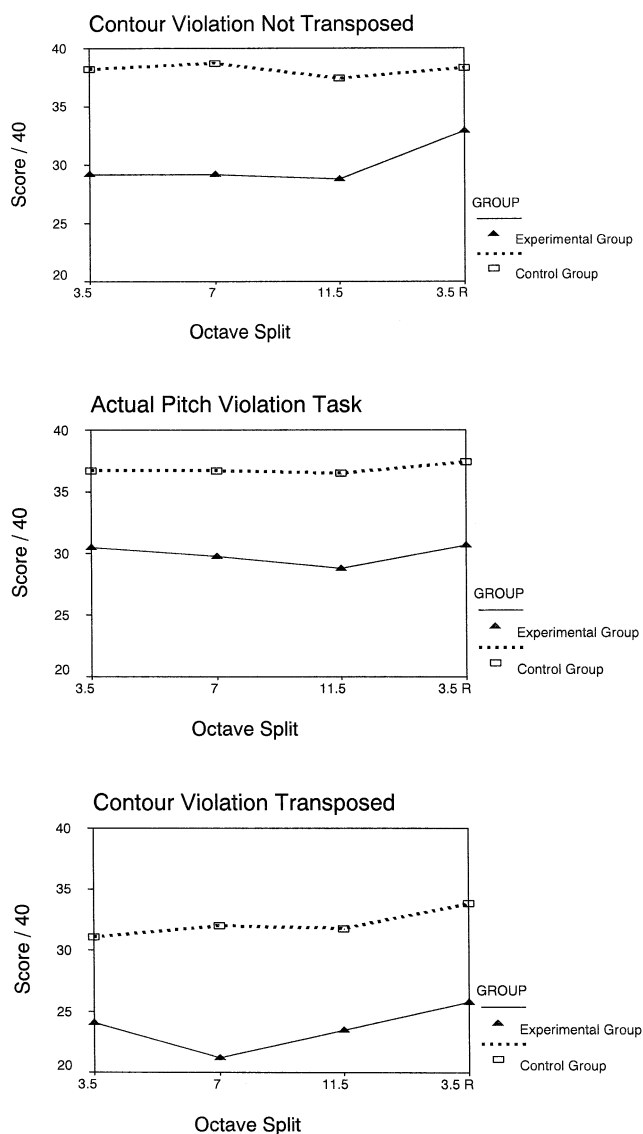 Contour Violation Not Transposed
40
35
30
25
20
Score / 40
3.5 7 11.5 3.5 R
Octave Split
GROUP
Experimental Group
Control Group
Actual Pitch Violation Task
40
35
30
25
20
Score / 40
3.5 7 11.5 3.5 R
Octave Split
GROUP
Experimental Group
Control Group
Contour Violation Transposed
40
35
30
25
20
Score / 40
3.5 7 11.5 3.5 R
Octave Split
GROUP
Experimental Group
Control Group